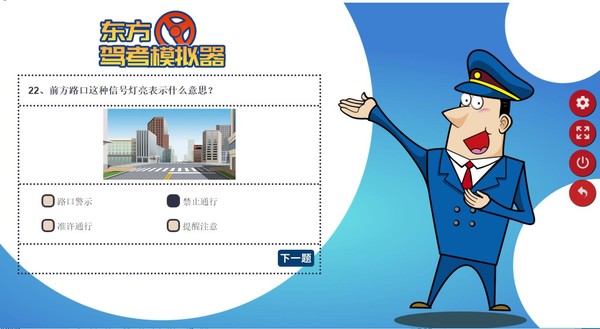 东方
驾考模拟器
22、前方路口这种信号灯亮表示什么意思?
路口警示
禁止通行
准许通行
提醒注意
下一题